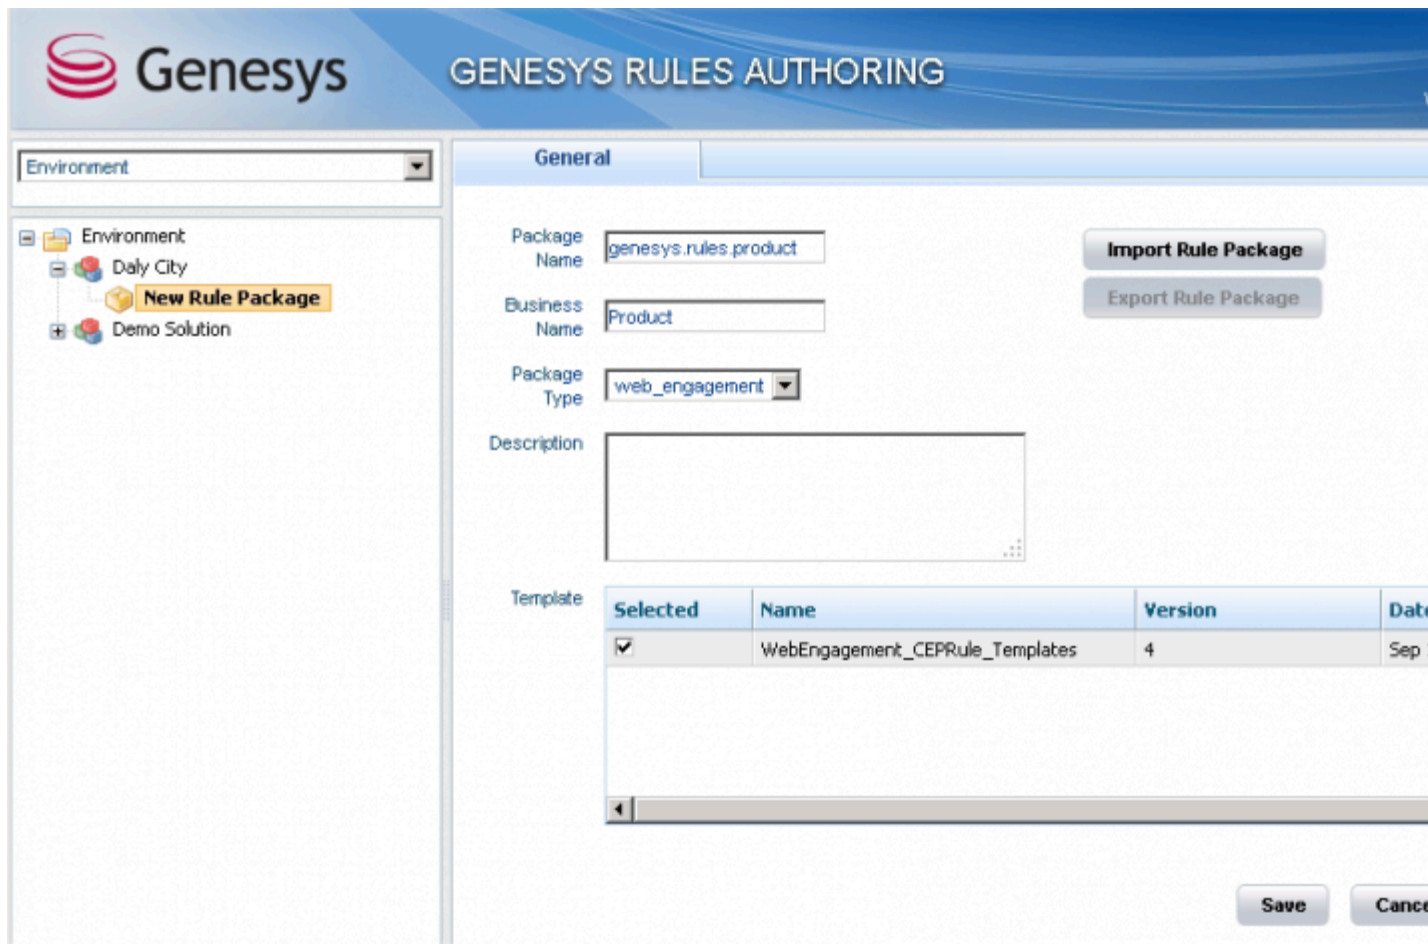 Genesys
GENESYS RULES AUTHORING
Environment
General
Environment
Daly City
New Rule Package
Demo Solution
Package Name
genesys.rules.product
Import Rule Package
Export Rule Package
Business Name
Product
Package Type
web_engagement
Description
Template
Selected Name Version
WebEngagement_CEPRule_Templates 4 Sep
Save